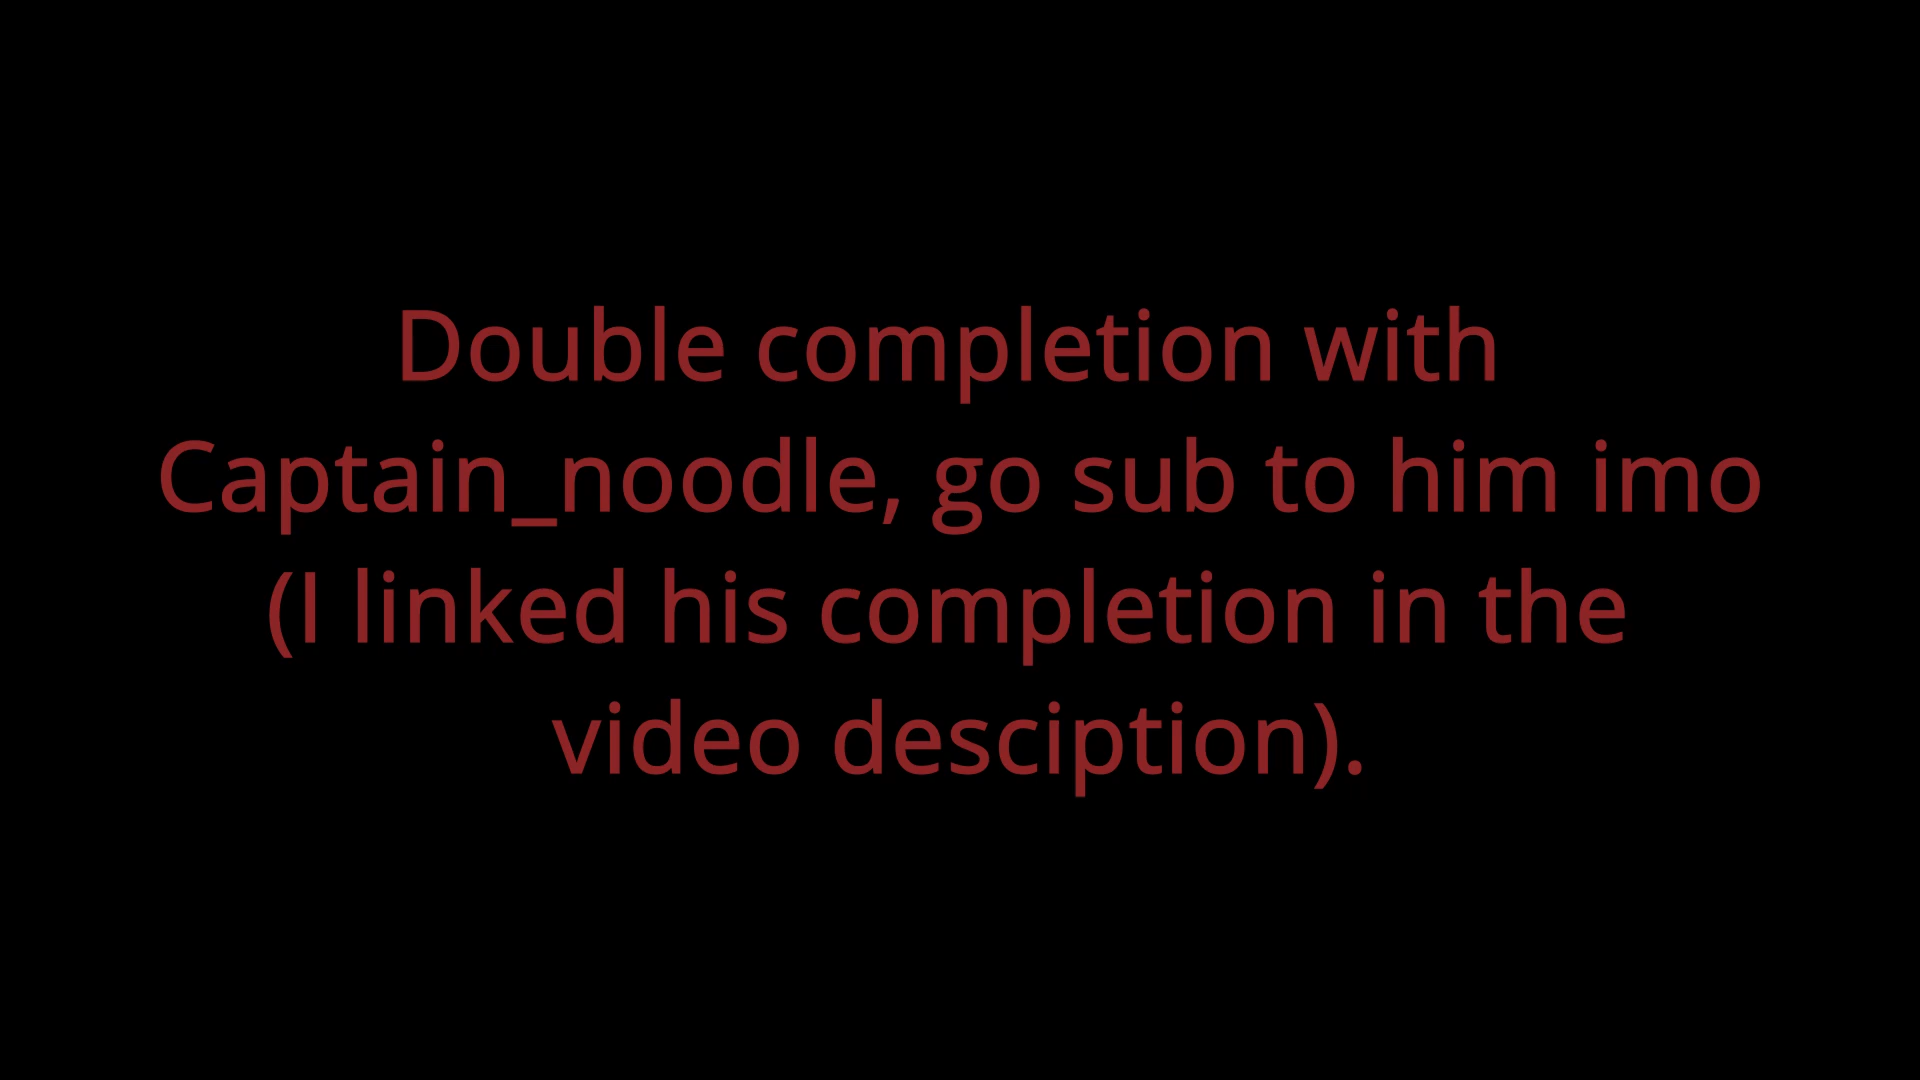 Double completion with
Captain_noodle, go sub to him imo
(I linked his completion in the
video desciption).